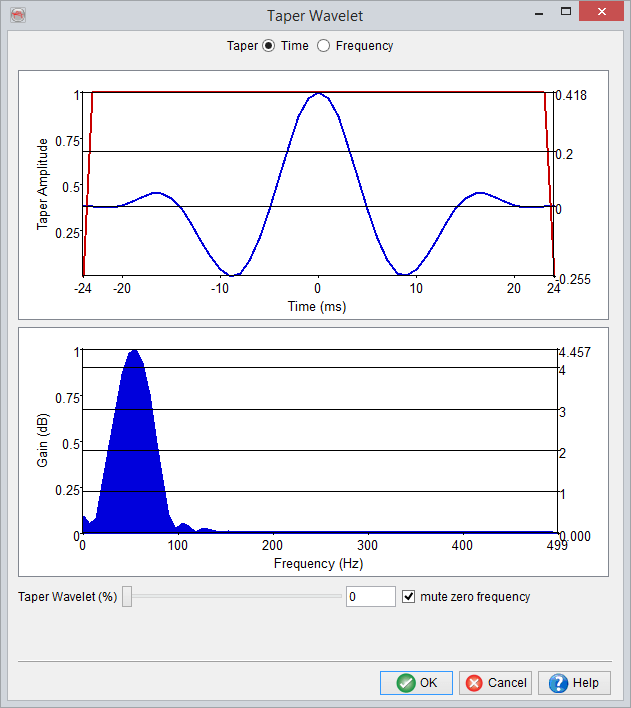 Taper Wavelet
Taper Time Frequency
1 0.418
0.75
0.2
0.5
0
0.25
-0.255
Taper Amplitude
-24 -20 -10 0 10 20 24
Time (ms)
1 4.457
4
0.75
3
0.5
2
0.25
1
0 0.000
Gain (dB)
0 100 200 300 400 499
Frequency (Hz)
Taper Wavelet (%) 0 mute zero frequency
OK Cancel Help